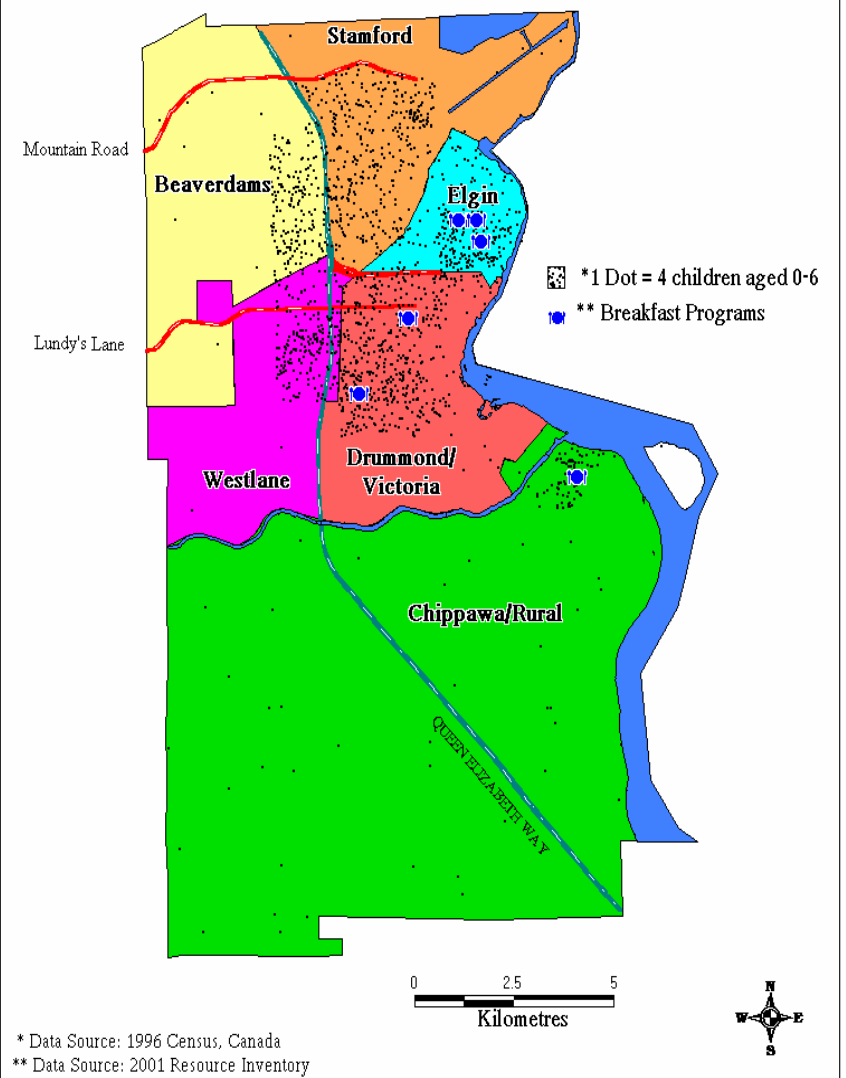 Stamford
Mountain Road
Beaverdams
Elgin
*1 Dot = 4 children aged 0-6
** Breakfast Programs
Lundy's Lane
Drummond/
Victoria
Westlane
Chippawa/Rural
QUEEN ELIZABETH WAY
0 2.5 5
Kilometres
N
W E
S
* Data Source: 1996 Census, Canada
** Data Source: 2001 Resource Inventory